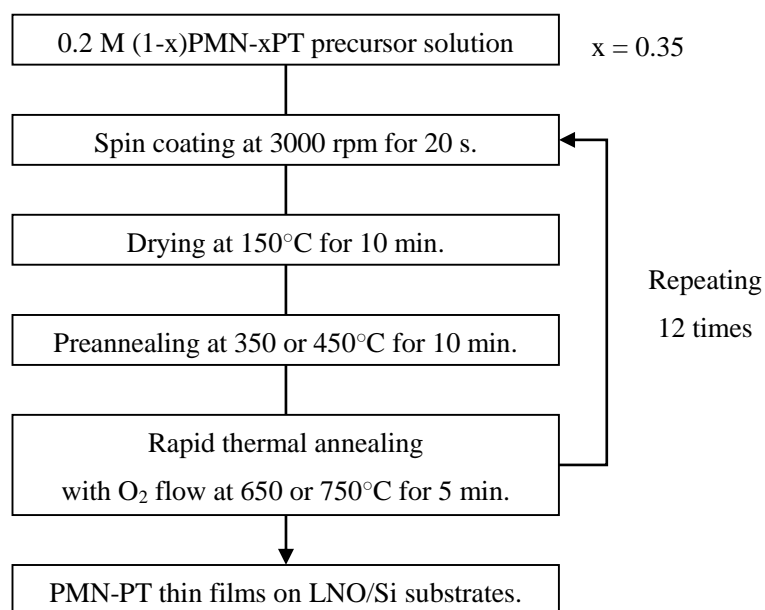 0.2 M (1-x)PMN-xPT precursor solution
x = 0.35
Spin coating at 3000 rpm for 20 s.
Drying at 150°C for 10 min.
Preannealing at 350 or 450°C for 10 min.
Repeating
12 times
Rapid thermal annealing
with O₂ flow at 650 or 750°C for 5 min.
PMN-PT thin films on LNO/Si substrates.